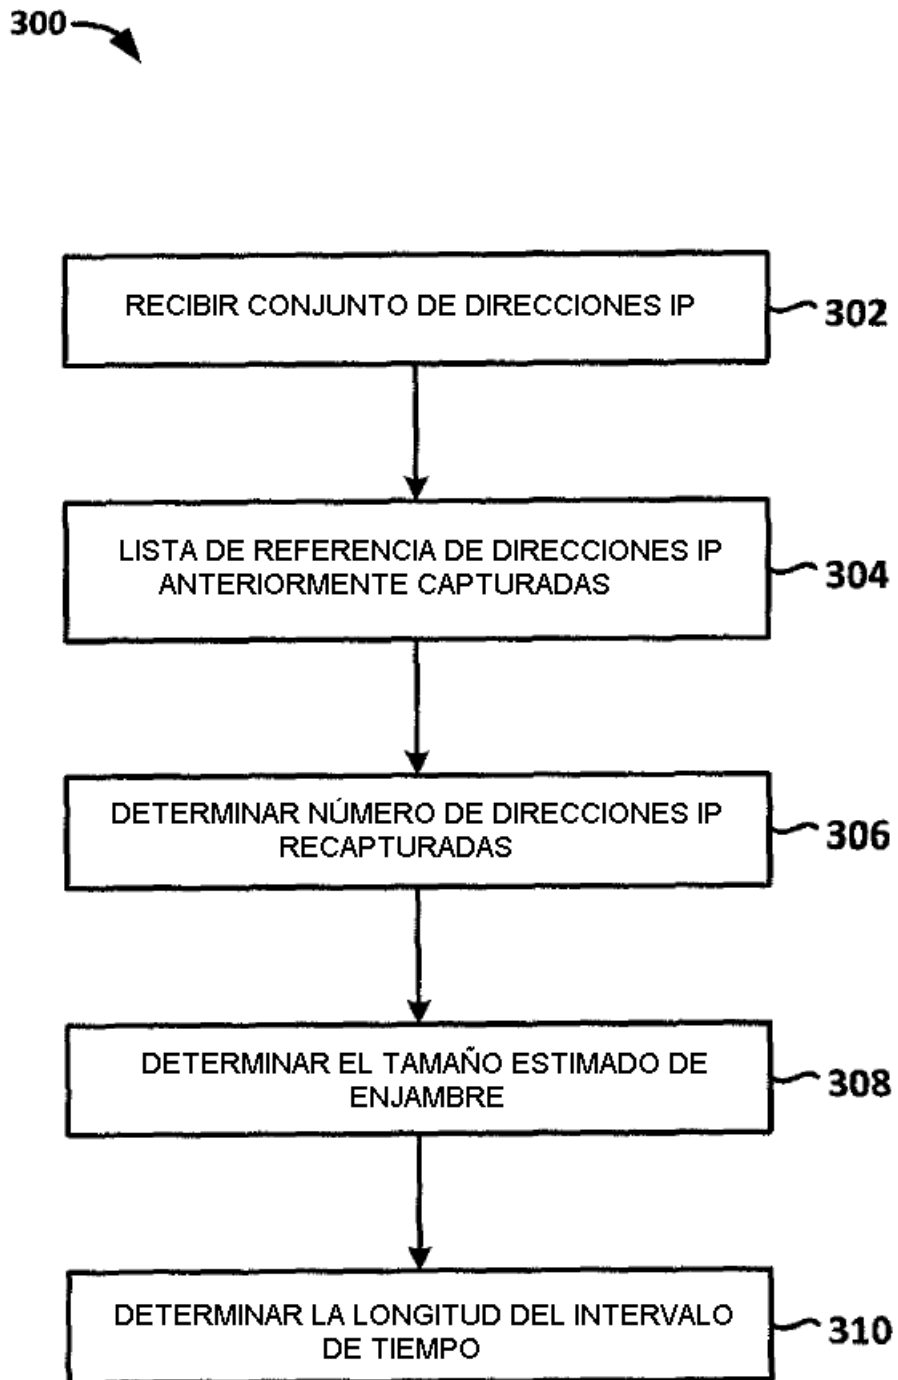 300
RECIBIR CONJUNTO DE DIRECCIONES IP
302
LISTA DE REFERENCIA DE DIRECCIONES IP
ANTERIORMENTE CAPTURADAS
304
DETERMINAR NÚMERO DE DIRECCIONES IP
RECAPTURADAS
306
DETERMINAR EL TAMAÑO ESTIMADO DE
ENJAMBRE
308
DETERMINAR LA LONGITUD DEL INTERVALO
DE TIEMPO
310